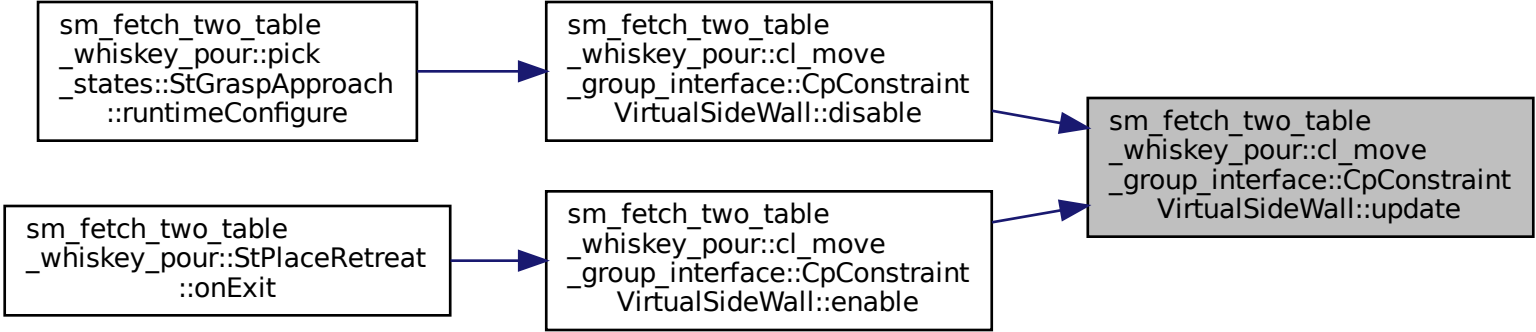 sm_fetch_two_table
_whiskey_pour::pick
_states::StGraspApproach
::runtimeConfigure
sm_fetch_two_table
_whiskey_pour::cl_move
_group_interface::CpConstraint
VirtualSideWall::disable
sm_fetch_two_table
_whiskey_pour::cl_move
_group_interface::CpConstraint
VirtualSideWall::update
sm_fetch_two_table
_whiskey_pour::StPlaceRetreat
::onExit
sm_fetch_two_table
_whiskey_pour::cl_move
_group_interface::CpConstraint
VirtualSideWall::enable